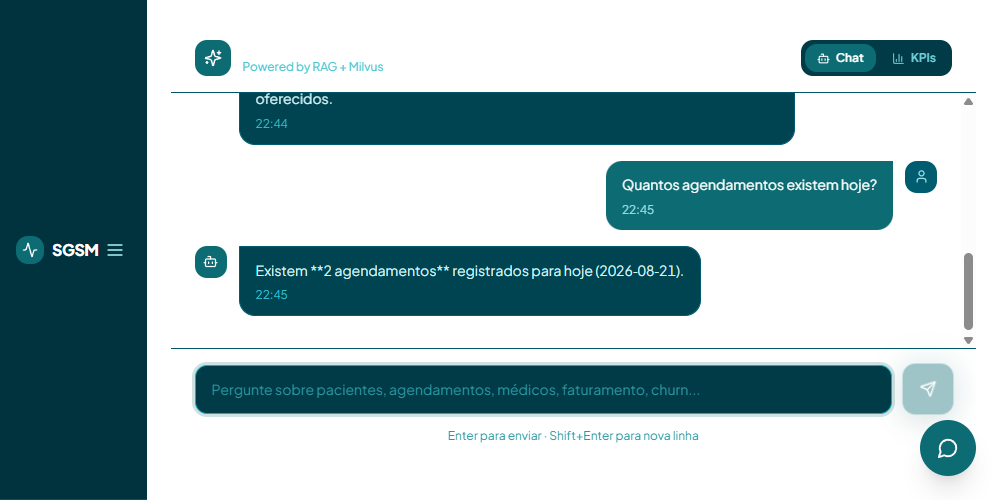 Powered by RAG + Milvus
Chat
KPIs
oferecidos.
22:44
Quantos agendamentos existem hoje?
22:45
SGSM
Existem **2 agendamentos** registrados para hoje (2026-08-21).
22:45
Pergunte sobre pacientes, agendamentos, médicos, faturamento, churn...
Enter para enviar · Shift+Enter para nova linha